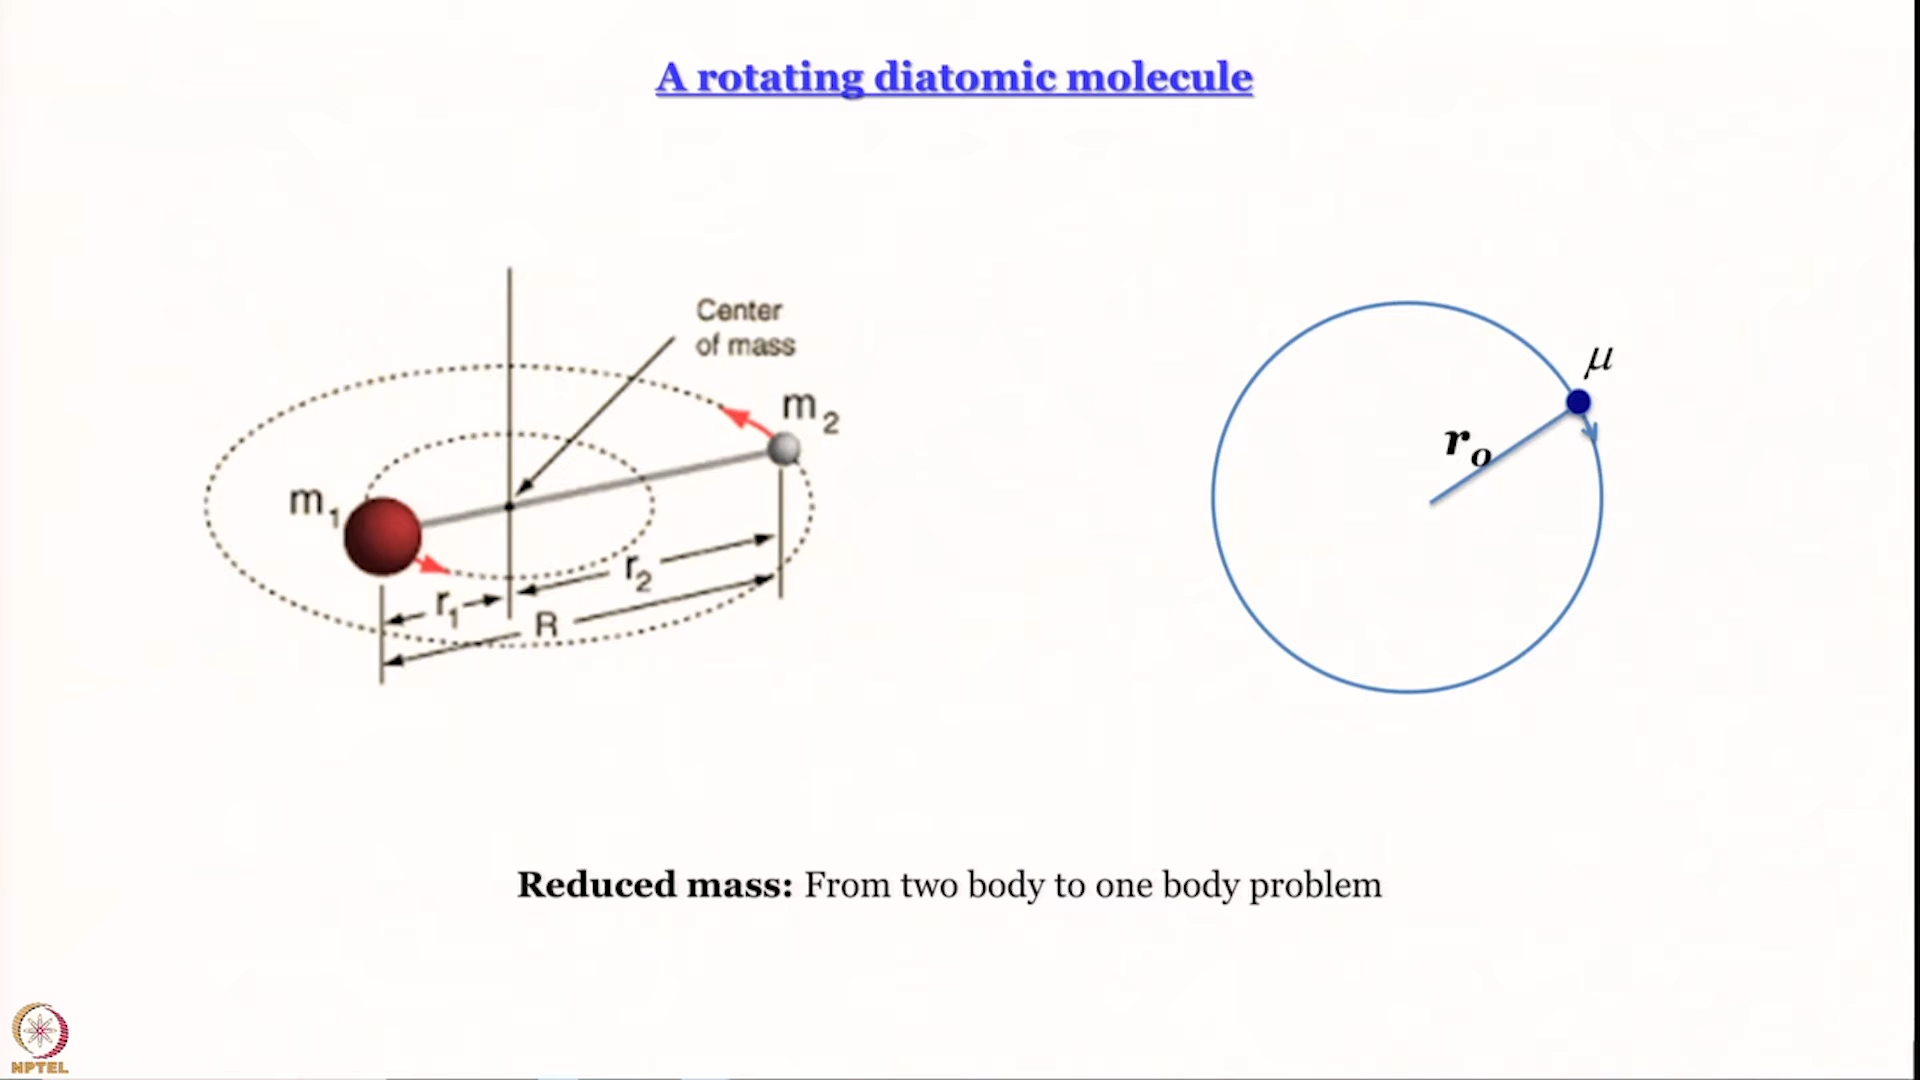 A rotating diatomic molecule
Center
of mass
m2
m1
r2
r1
R
μ
ro
Reduced mass: From two body to one body problem
NPTEL